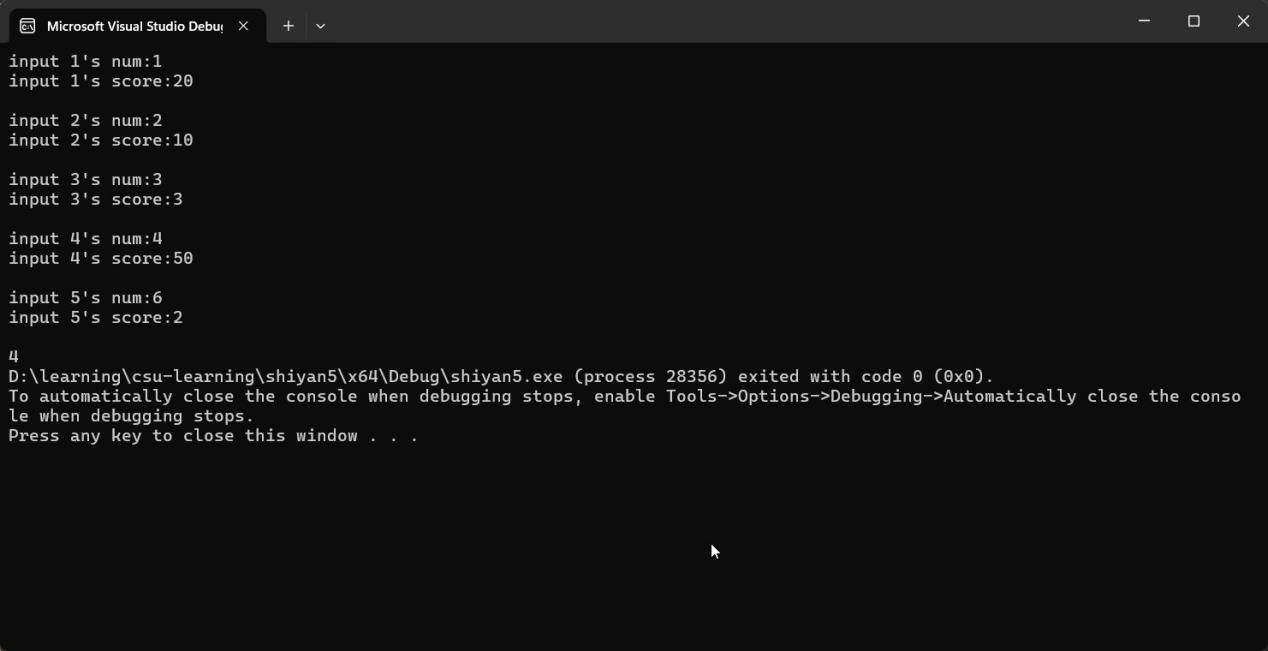 Microsoft Visual Studio Debu
input 1's num:1
input 1's score:20
input 2's num:2
input 2's score:10
input 3's num:3
input 3's score:3
input 4's num:4
input 4's score:50
input 5's num:6
input 5's score:2
4
D:\learning\csu-learning\shiyan5\x64\Debug\shiyan5.exe (process 28356) exited with code 0 (0x0).
To automatically close the console when debugging stops, enable Tools->Options->Debugging->Automatically close the conso
le when debugging stops.
Press any key to close this window . . .